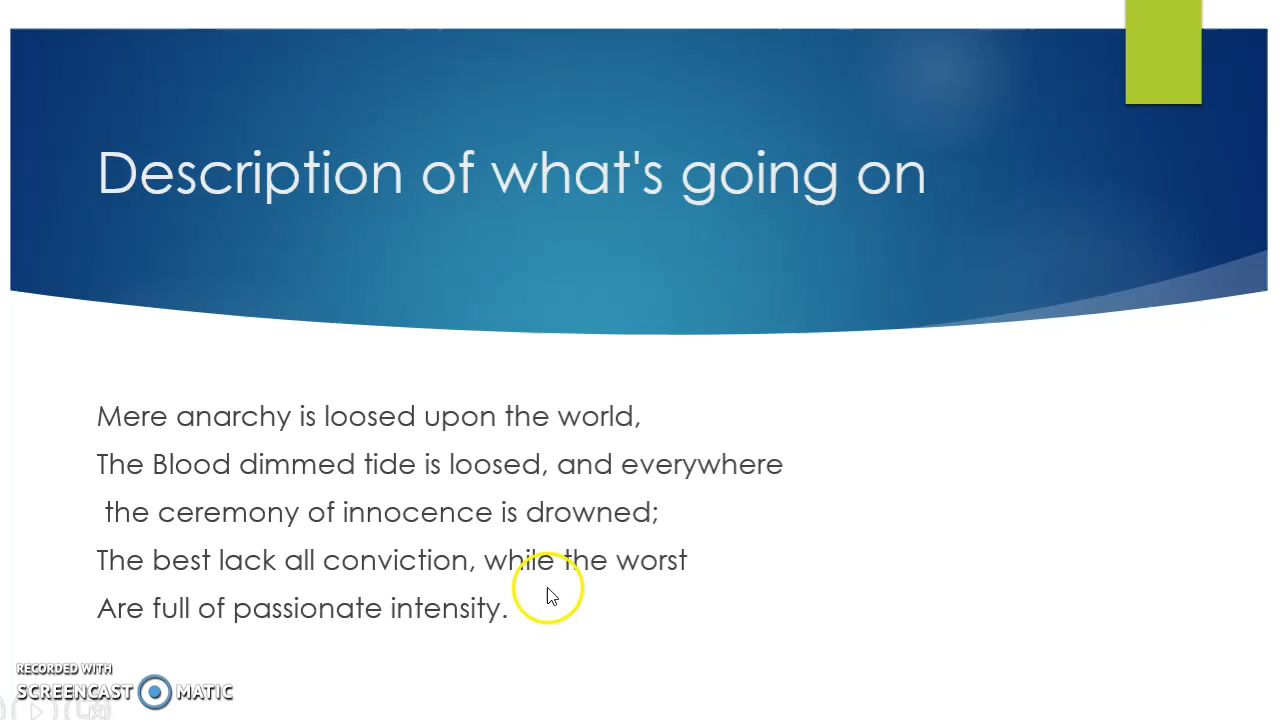 Description of what's going on
Mere anarchy is loosed upon the world,
The Blood dimmed tide is loosed, and everywhere
the ceremony of innocence is drowned;
The best lack all conviction, while the worst
Are full of passionate intensity.
RECORDED WITH
SCREENCAST MATIC